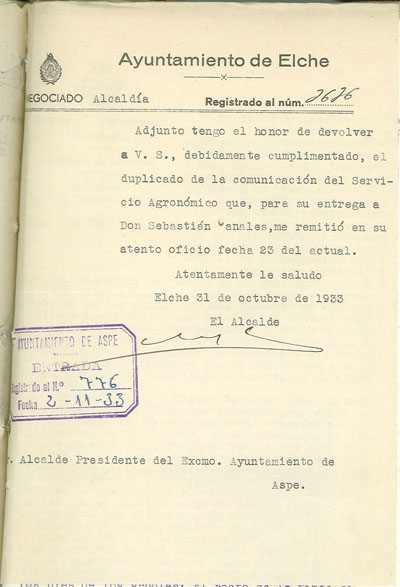 Ayuntamiento de Elche
NEGOCIADO Alcaldía Registrado al núm. 2626
Adjunto tengo el honor de devolver
a V. S., debidamente cumplimentado, el
duplicado de la comunicación del Servi-
cio Agronómico que, para su entrega a
Don Sebastián Canales, me remitió en su
atento oficio fecha 23 del actual.
Atentamente le saludo
Elche 31 de octubre de 1933
El Alcalde
AYUNTAMIENTO DE ASPE
ENTRADA
Registrado al N.º 776
Fecha 2-11-33
r. Alcalde Presidente del Excmo. Ayuntamiento de
Aspe.